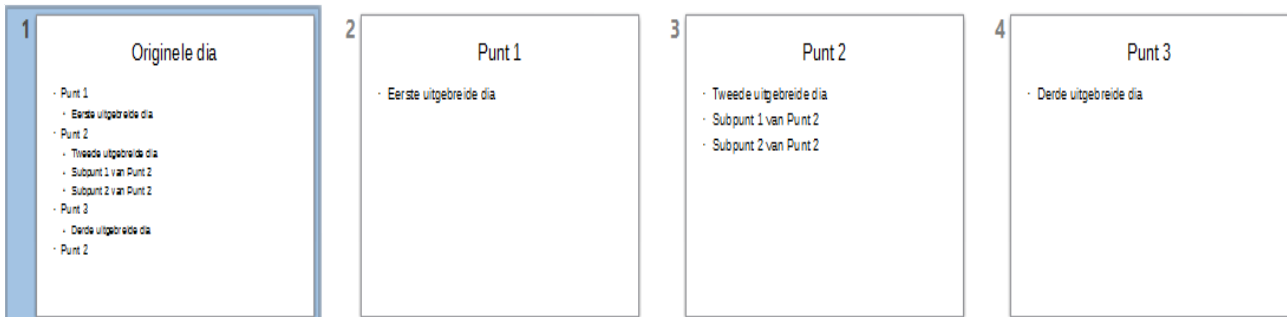 1
Originele dia
· Punt 1
• Eerste uitgebreide dia
· Punt 2
• Tweede uitgebreide dia
• Subpunt 1 van Punt 2
• Subpunt 2 van Punt 2
· Punt 3
• Derde uitgebreide dia
· Punt 2
2
Punt 1
· Eerste uitgebreide dia
3
Punt 2
· Tweede uitgebreide dia
· Subpunt 1 van Punt 2
· Subpunt 2 van Punt 2
4
Punt 3
· Derde uitgebreide dia